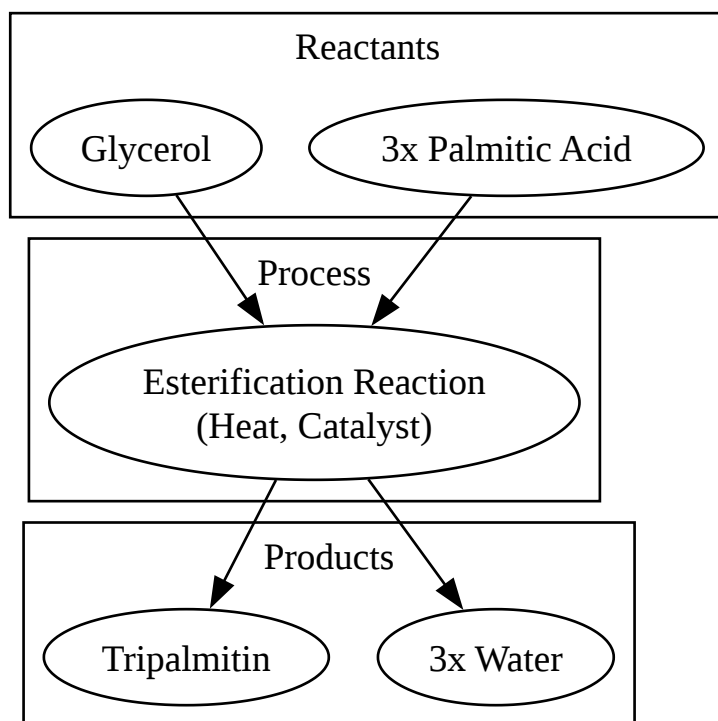 Reactants
Glycerol
3x Palmitic Acid
Process
Esterification Reaction
(Heat, Catalyst)
Products
Tripalmitin
3x Water